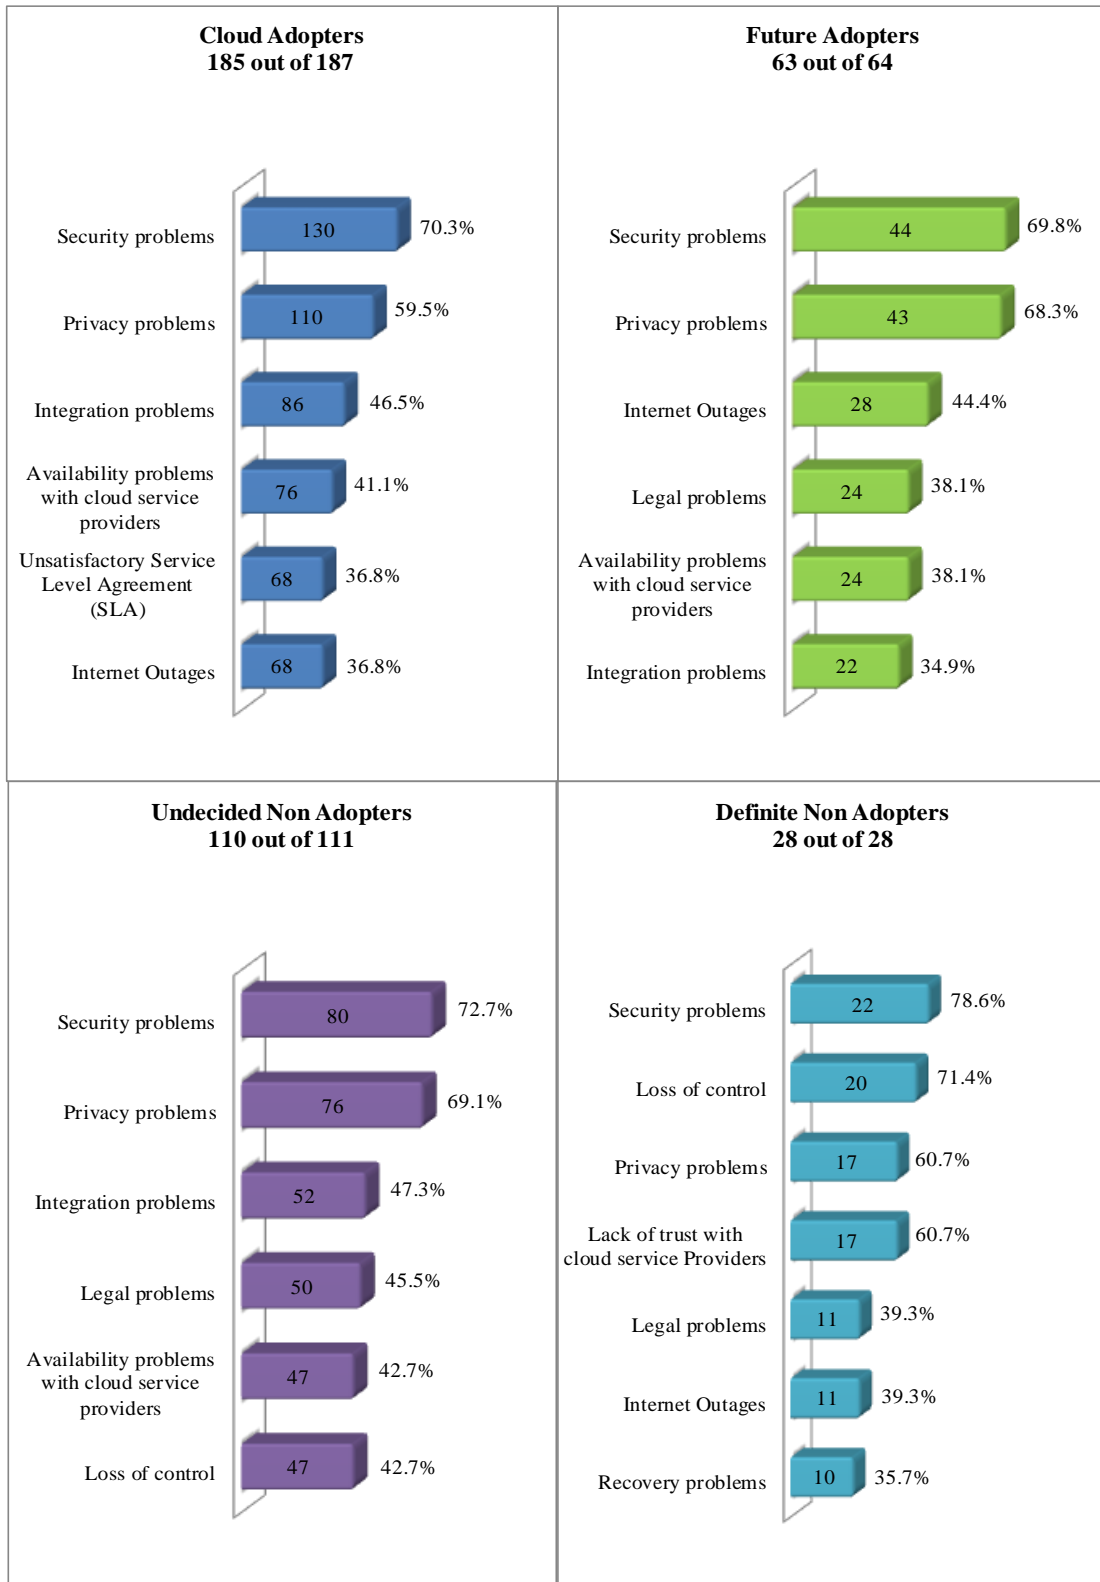 Cloud Adopters
185 out of 187
Security problems
130
70.3%
Privacy problems
110
59.5%
Integration problems
86
46.5%
Availability problems
with cloud service
providers
76
41.1%
Unsatisfactory Service
Level Agreement
(SLA)
68
36.8%
Internet Outages
68
36.8%
Future Adopters
63 out of 64
Security problems
44
69.8%
Privacy problems
43
68.3%
Internet Outages
28
44.4%
Legal problems
24
38.1%
Availability problems
with cloud service
providers
24
38.1%
Integration problems
22
34.9%
Undecided Non Adopters
110 out of 111
Security problems
80
72.7%
Privacy problems
76
69.1%
Integration problems
52
47.3%
Legal problems
50
45.5%
Availability problems
with cloud service
providers
47
42.7%
Loss of control
47
42.7%
Definite Non Adopters
28 out of 28
Security problems
22
78.6%
Loss of control
20
71.4%
Privacy problems
17
60.7%
Lack of trust with
cloud service Providers
17
60.7%
Legal problems
11
39.3%
Internet Outages
11
39.3%
Recovery problems
10
35.7%